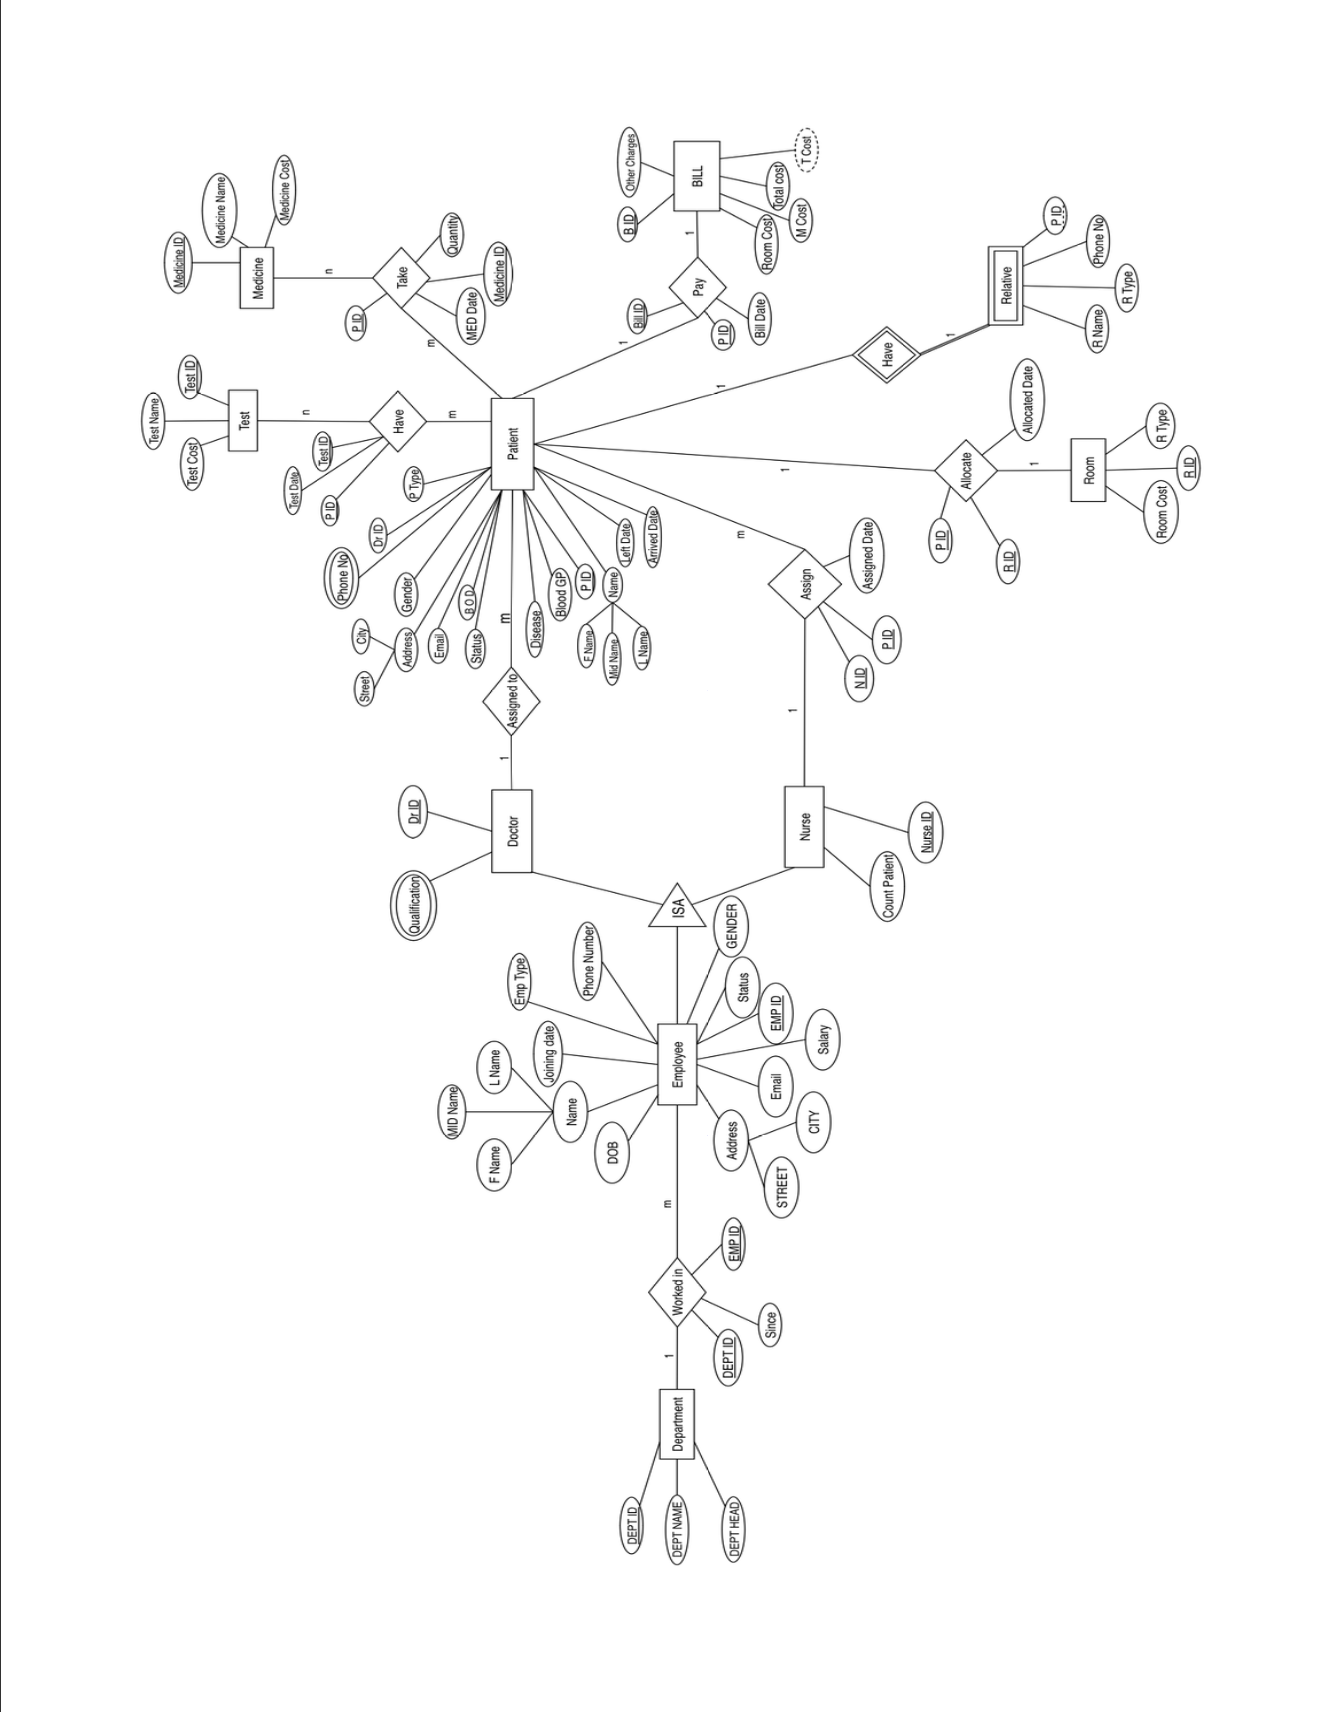 Test Cost
Test Name
Test ID
Medicine ID
Medicine Name
Medicine Cost
Test
Medicine
n
n
Test Date
P ID
Test ID
Phone No
P ID
Street
City
Dr ID
Have
Take
Quantity
Qualification
Dr ID
Address
Gender
P Type
m
m
MED Date
Medicine ID
Email
B O D
Status
MID Name
F Name
L Name
Doctor
1
Assigned to
m
Patient
Emp Type
Disease
Joining date
Blood GP
Name
Phone Number
F Name
Mid Name
L Name
P ID
Name
Left Date
Arrived Date
DOB
1
Bill ID
B ID
Other Charges
DEPT ID
DEPT NAME
DEPT HEAD
Department
1
Worked in
m
Employee
ISA
Pay
1
BILL
DEPT ID
Since
EMP ID
Address
STREET
CITY
Email
Salary
EMP ID
Status
GENDER
P ID
Bill Date
Room Cost
M Cost
Total cost
T Cost
1
m
Nurse
1
Assign
Count Patient
Nurse ID
N ID
P ID
Assigned Date
1
Have
1
Relative
P ID
R ID
Allocate
Allocated Date
1
Room
Room Cost
R ID
R Type
R Name
R Type
Phone No
P ID